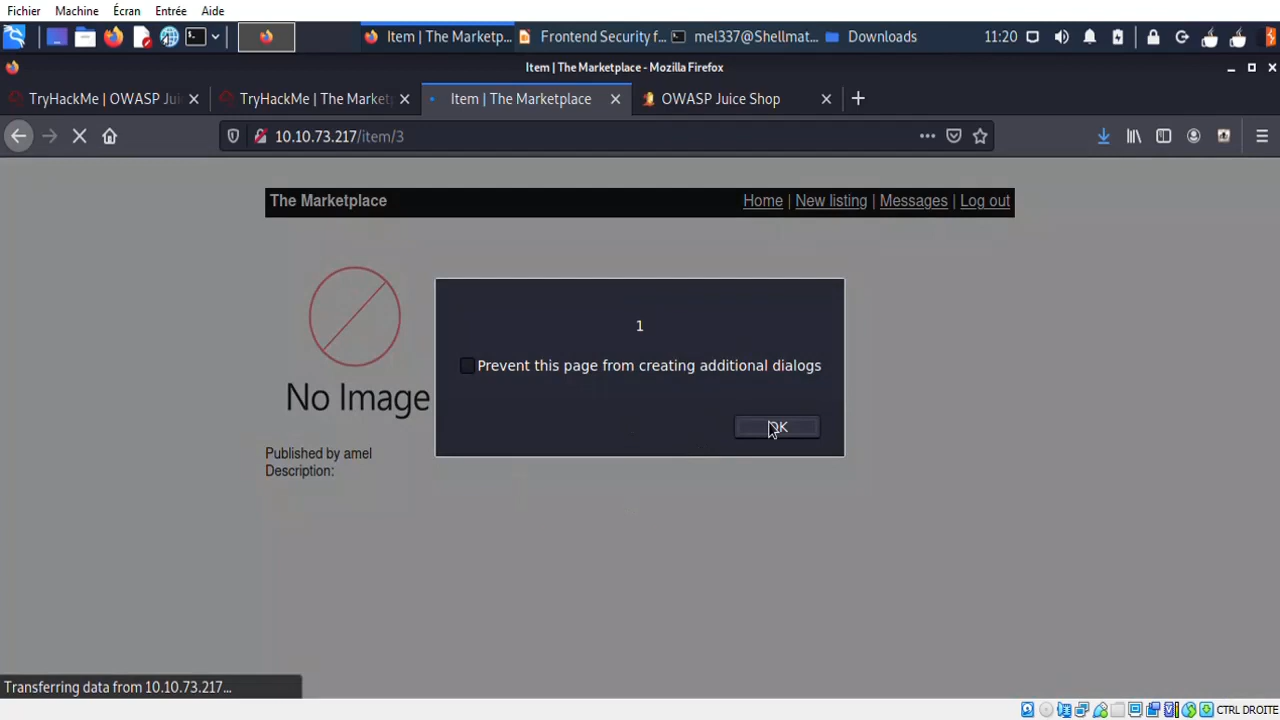 Fichier Machine Écran Entrée Aide
Item | The Marketp... Frontend Security f... mel337@Shellmat... Downloads 11:20
Item | The Marketplace - Mozilla Firefox
TryHackMe | OWASP Jui TryHackMe | The Market Item | The Marketplace OWASP Juice Shop
10.10.73.217/item/3
The Marketplace Home | New listing | Messages | Log out
1
Prevent this page from creating additional dialogs
No Image
OK
Published by amel
Description:
Transferring data from 10.10.73.217...
CTRL DROITE